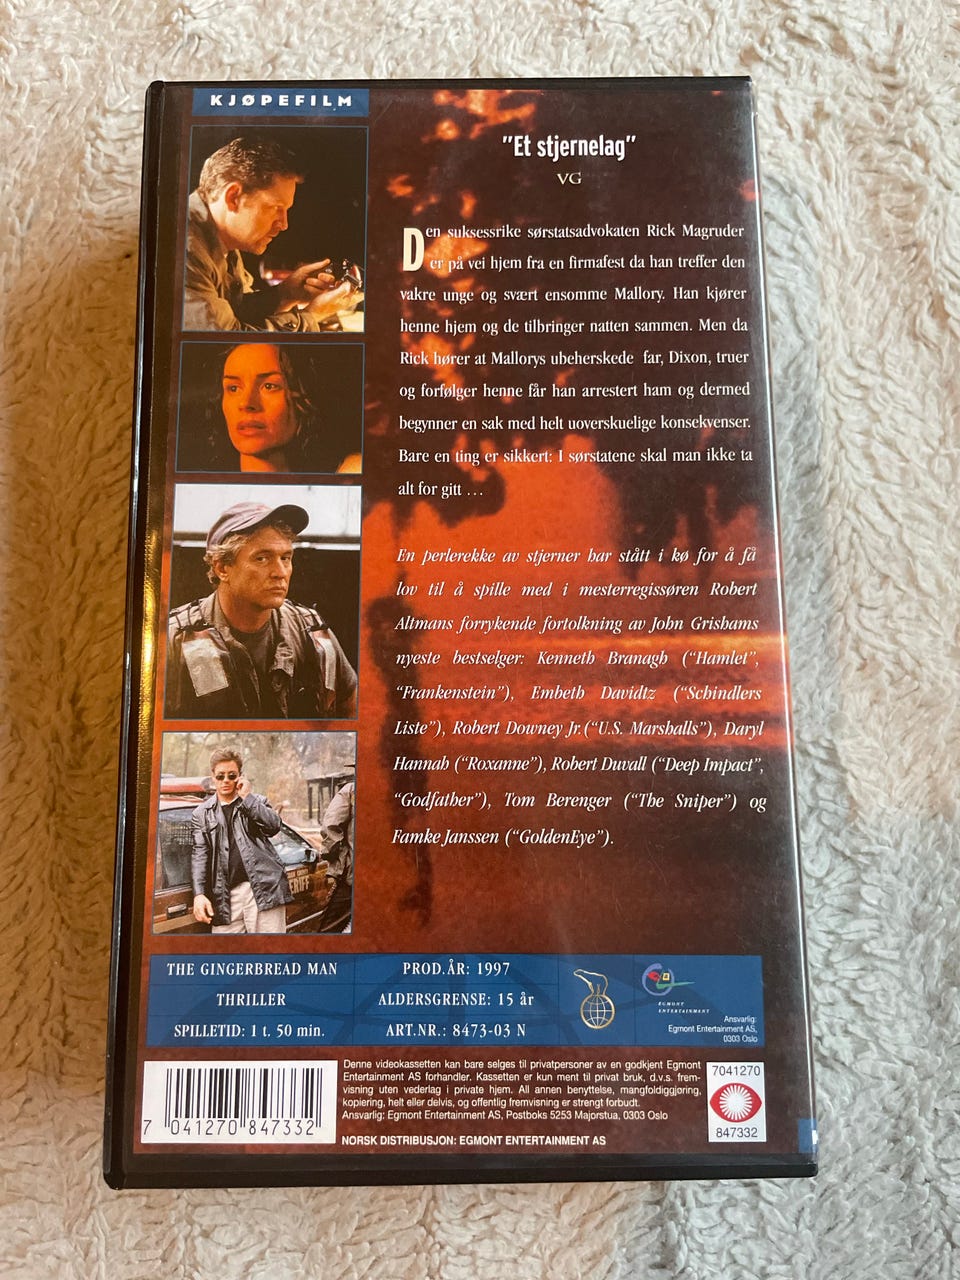 KJØPEFILM
"Et stjernelag"
VG
Den suksessrike sørstatsadvokaten Rick Magruder
er på vei hjem fra en firmafest da han treffer den
vakre unge og svært ensomme Mallory. Han kjører
henne hjem og de tilbringer natten sammen. Men da
Rick hører at Mallorys ubeherskede far, Dixon, truer
og forfølger henne får han arrestert ham og dermed
begynner en sak med helt uoverskuelige konsekvenser.
Bare en ting er sikkert: I sørstatene skal man ikke ta
alt for gitt ...
En perlerekke av stjerner har stått i kø for å få
lov til å spille med i mesterregissøren Robert
Altmans forrykende fortolkning av John Grishams
nyeste bestselger: Kenneth Branagh ("Hamlet",
"Frankenstein"), Embeth Davidtz ("Schindlers
Liste"), Robert Downey Jr.("U.S. Marshalls"), Daryl
Hannah ("Roxanne"), Robert Duvall ("Deep Impact",
"Godfather"), Tom Berenger ("The Sniper") og
Famke Janssen ("GoldenEye").
THE GINGERBREAD MAN
THRILLER
SPILLETID: 1 t. 50 min.
PROD.ÅR: 1997
ALDERSGRENSE: 15 år
ART.NR.: 8473-03 N
EGMONT
ENTERTAINMENT
Ansvarlig:
Egmont Entertainment AS,
0303 Oslo
7 041270 847332
Denne videokassetten kan bare selges til privatpersoner av en godkjent Egmont
Entertainment AS forhandler. Kassetten er kun ment til privat bruk, d.v.s. frem-
visning uten vederlag i private hjem. All annen benyttelse, mangfoldiggjøring,
kopiering, helt eller delvis, og offentlig fremvisning er strengt forbudt.
Ansvarlig: Egmont Entertainment AS, Postboks 5253 Majorstua, 0303 Oslo
NORSK DISTRIBUSJON: EGMONT ENTERTAINMENT AS
7041270
847332